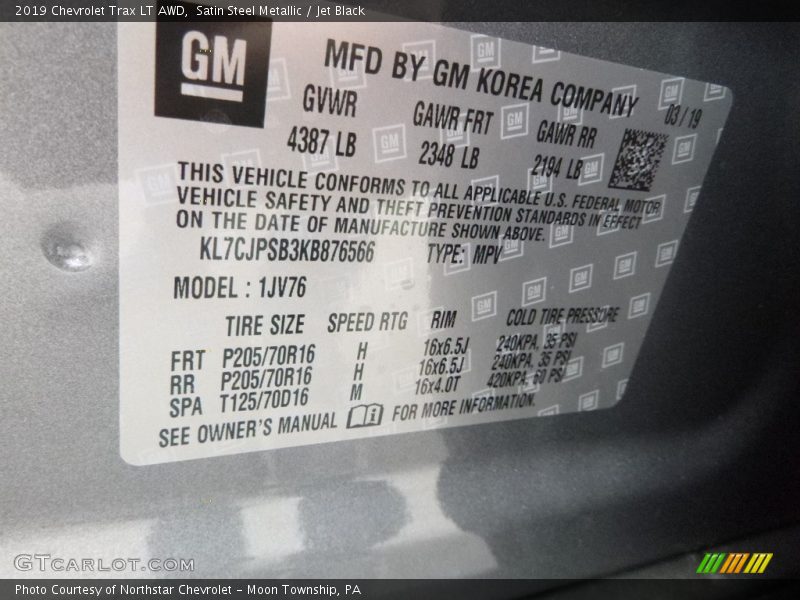 2019 Chevrolet Trax LT AWD, Satin Steel Metallic / Jet Black
GM
MFD BY GM KOREA COMPANY
03/19
GVWR GAWR FRT GAWR RR
4387 LB 2348 LB 2194 LB
THIS VEHICLE CONFORMS TO ALL APPLICABLE U.S. FEDERAL MOTOR
VEHICLE SAFETY AND THEFT PREVENTION STANDARDS IN EFFECT
ON THE DATE OF MANUFACTURE SHOWN ABOVE.
KL7CJPSB3KB876566 TYPE: MPV
MODEL : 1JV76
TIRE SIZE SPEED RTG RIM COLD TIRE PRESSURE
FRT P205/70R16 H 16x6.5J 240KPA, 35 PSI
RR P205/70R16 H 16x6.5J 240KPA, 35 PSI
SPA T125/70D16 M 16x4.0T 420KPA, 60 PSI
SEE OWNER'S MANUAL FOR MORE INFORMATION.
GTCARLOT.COM
Photo Courtesy of Northstar Chevrolet - Moon Township, PA